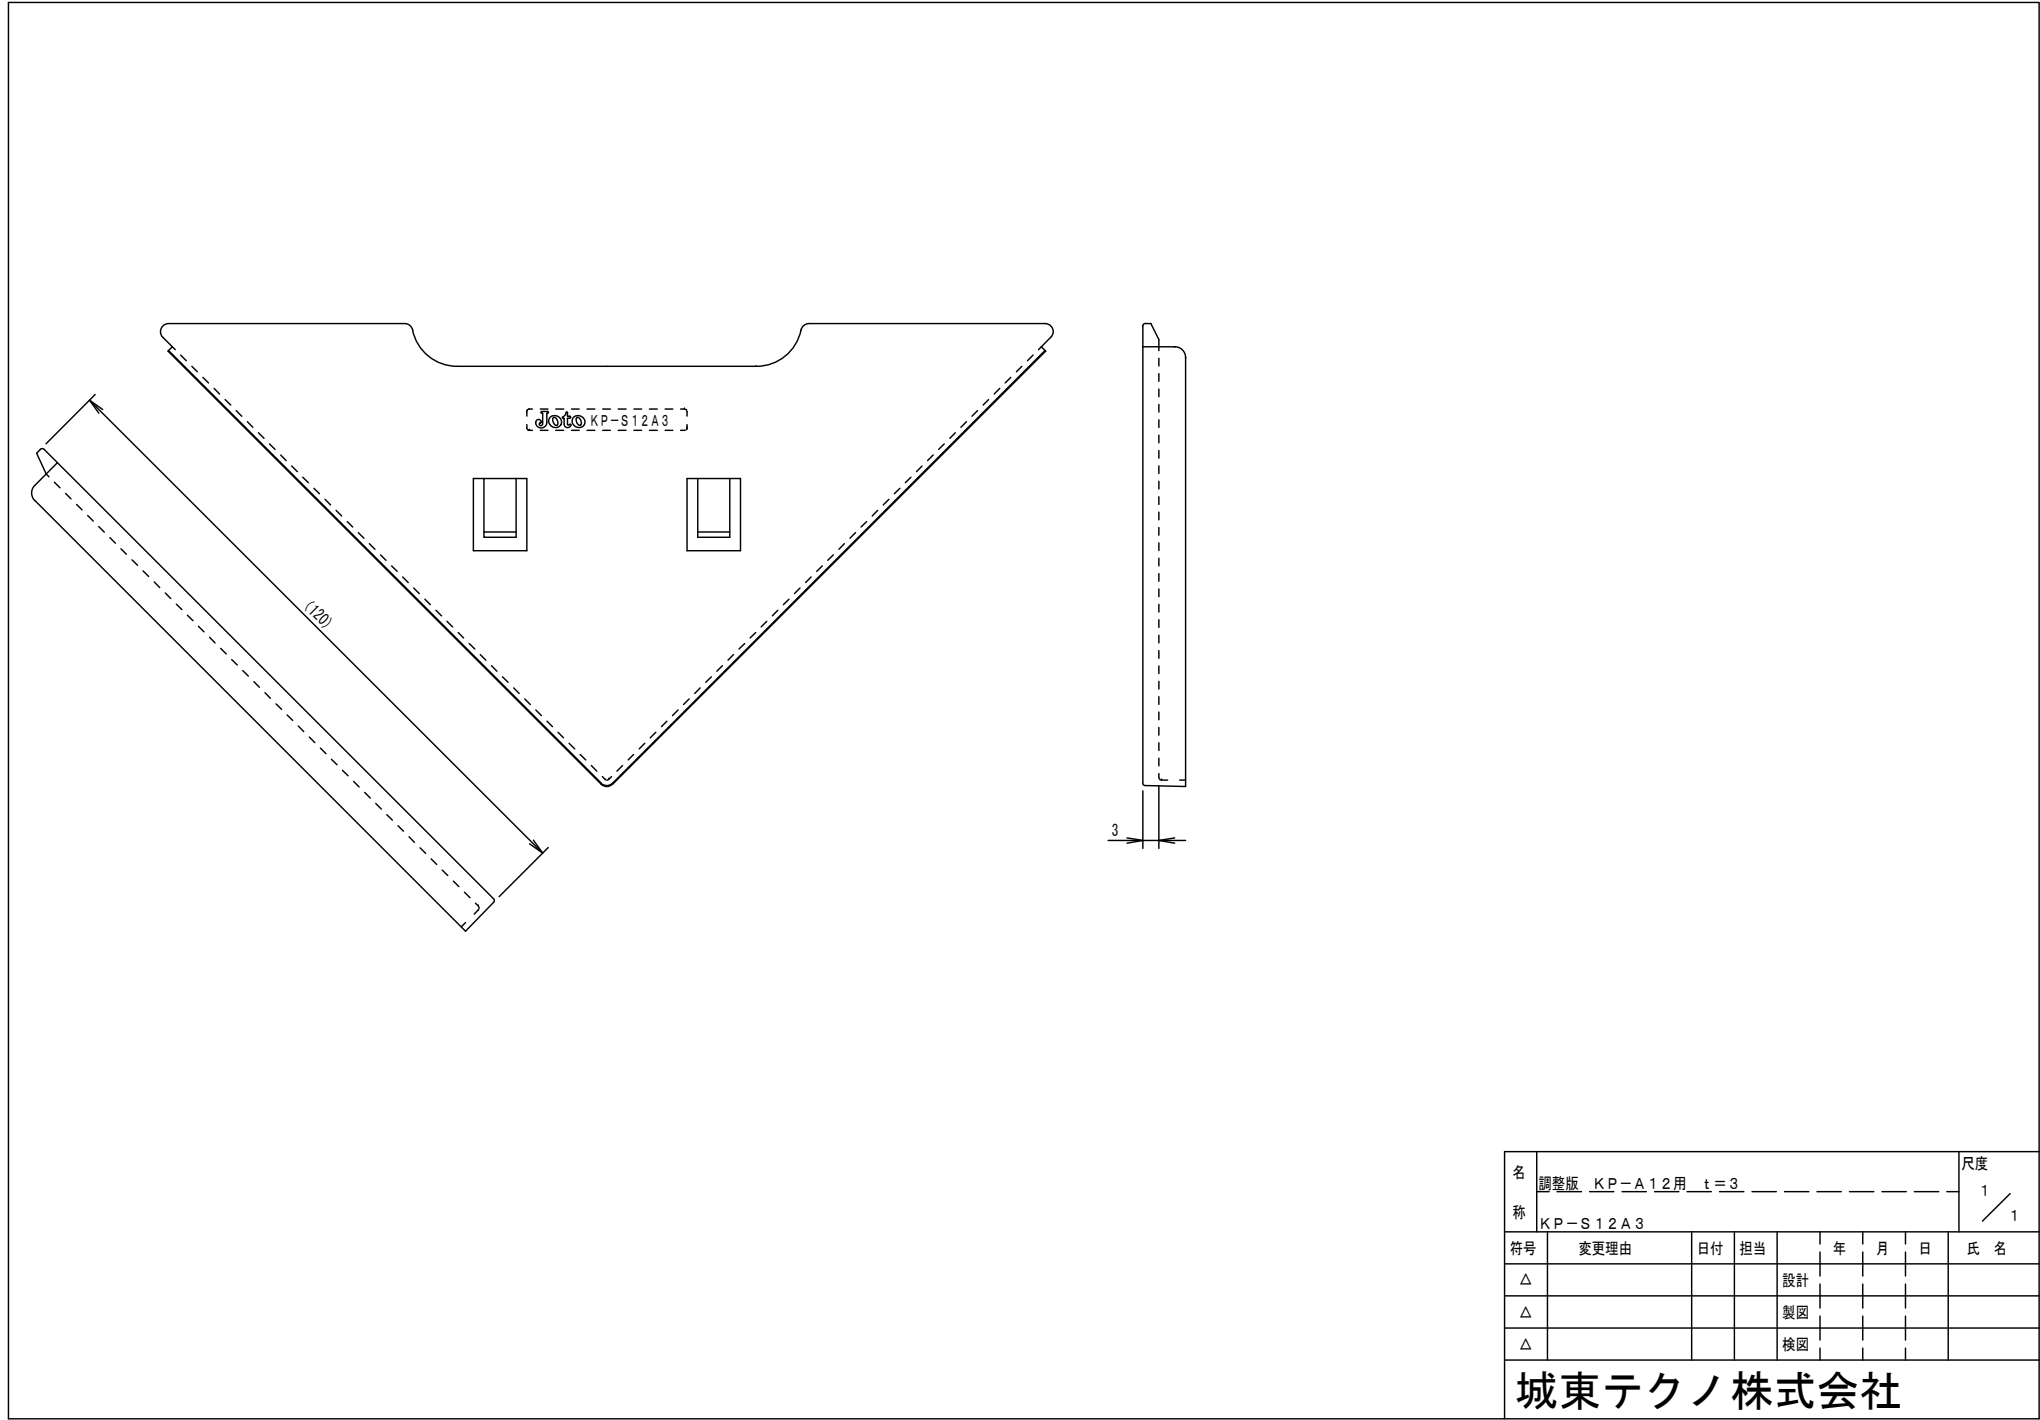 Joto KP-S12A3
(120)
3
名称
調整版 KP-A12用 t=3
KP-S12A3
尺度
1/1
符号 変更理由 日付 担当 年 月 日 氏 名
△ 設計
△ 製図
△ 検図
城東テクノ株式会社